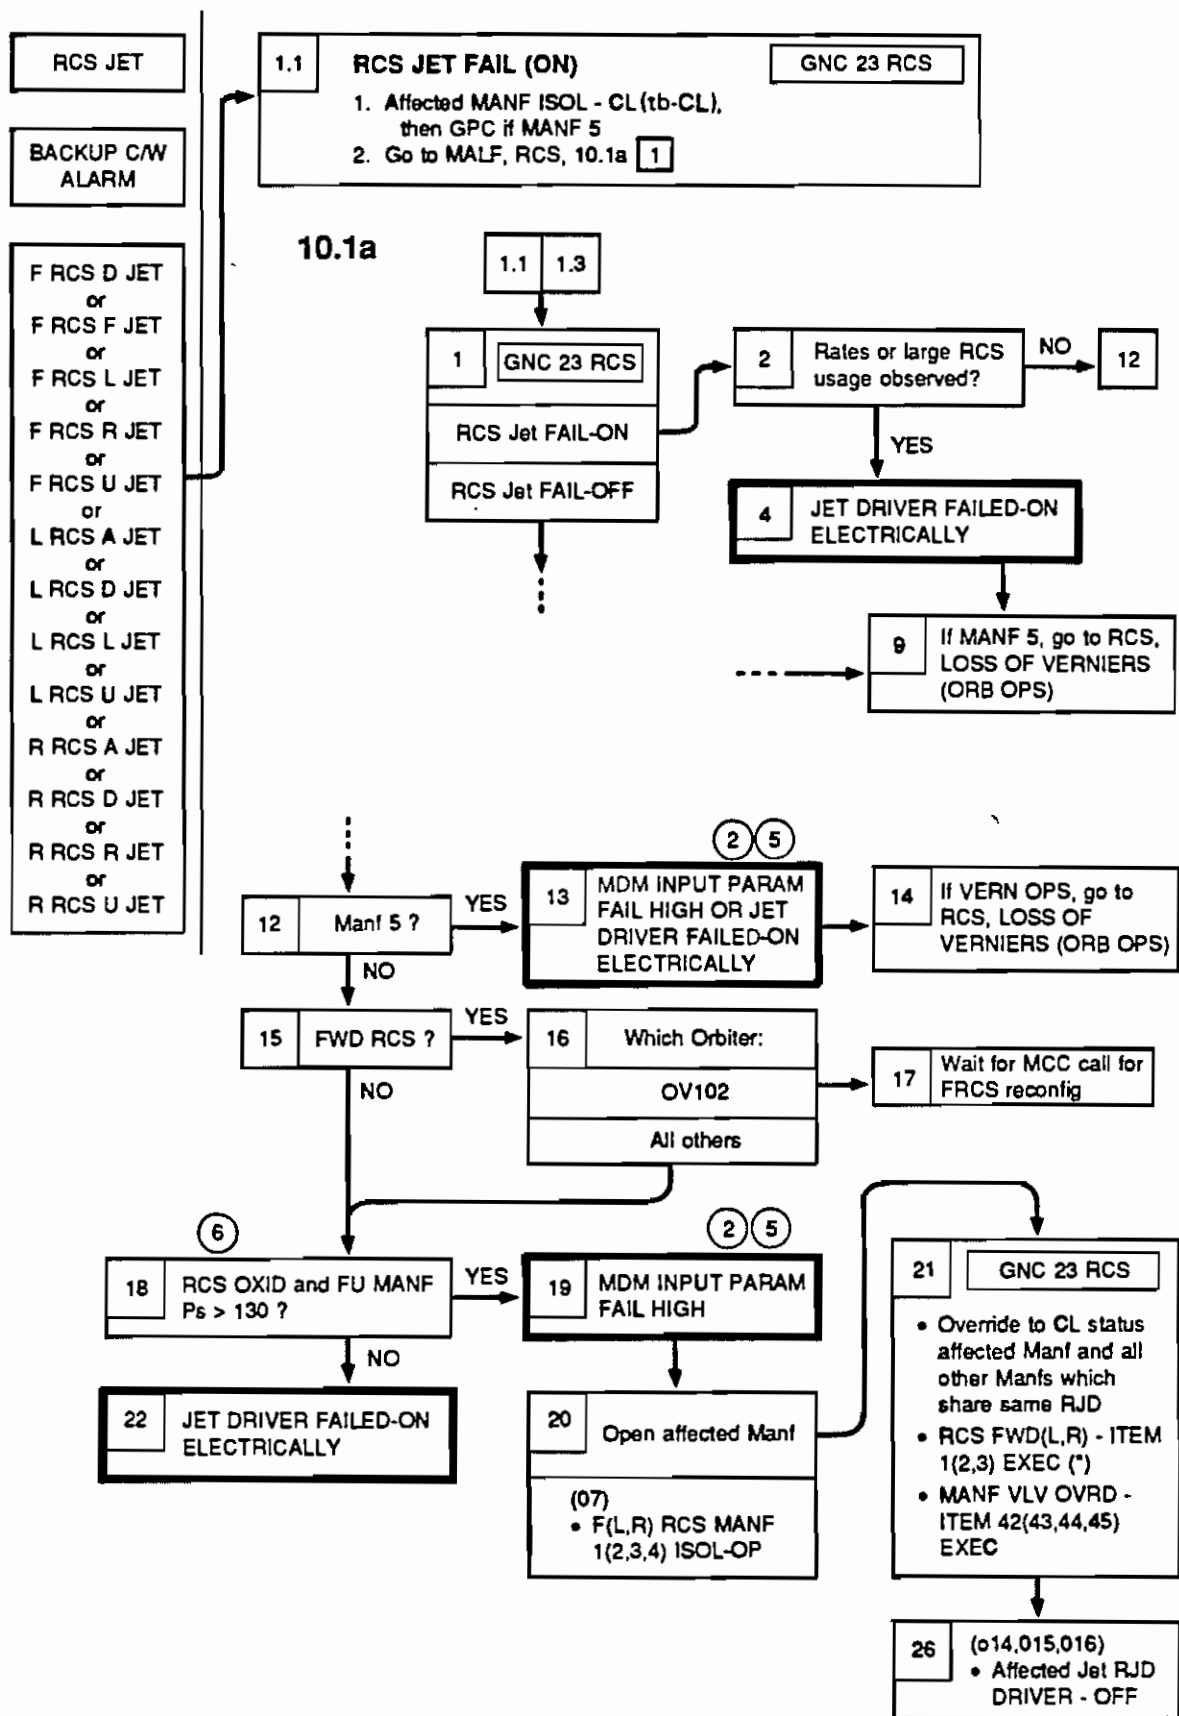 RCS JET
BACKUP C/W
ALARM
F RCS D JET
or
F RCS F JET
or
F RCS L JET
or
F RCS R JET
or
F RCS U JET
or
L RCS A JET
or
L RCS D JET
or
L RCS L JET
or
L RCS U JET
or
R RCS A JET
or
R RCS D JET
or
R RCS R JET
or
R RCS U JET
1.1
RCS JET FAIL (ON)
GNC 23 RCS
1. Affected MANF ISOL - CL(tb-CL),
then GPC if MANF 5
2. Go to MALF, RCS, 10.1a 1
10.1a
1.1 1.3
1
GNC 23 RCS
RCS Jet FAIL-ON
RCS Jet FAIL-OFF
2
Rates or large RCS
usage observed?
NO
12
YES
4
JET DRIVER FAILED-ON
ELECTRICALLY
9
If MANF 5, go to RCS,
LOSS OF VERNIERS
(ORB OPS)
12
Manf 5 ?
YES
NO
2 5
13
MDM INPUT PARAM
FAIL HIGH OR JET
DRIVER FAILED-ON
ELECTRICALLY
14
If VERN OPS, go to
RCS, LOSS OF
VERNIERS (ORB OPS)
15
FWD RCS ?
YES
NO
16
Which Orbiter:
OV102
All others
17
Wait for MCC call for
FRCS reconfig
6
18
RCS OXID and FU MANF
Ps > 130 ?
YES
NO
2 5
19
MDM INPUT PARAM
FAIL HIGH
22
JET DRIVER FAILED-ON
ELECTRICALLY
20
Open affected Manf
(07)
• F(L,R) RCS MANF
1(2,3,4) ISOL-OP
21
GNC 23 RCS
• Override to CL status
affected Manf and all
other Manfs which
share same RJD
• RCS FWD(L,R) - ITEM
1(2,3) EXEC (*)
• MANF VLV OVRD -
ITEM 42(43,44,45)
EXEC
26
(o14,015,016)
• Affected Jet RJD
DRIVER - OFF